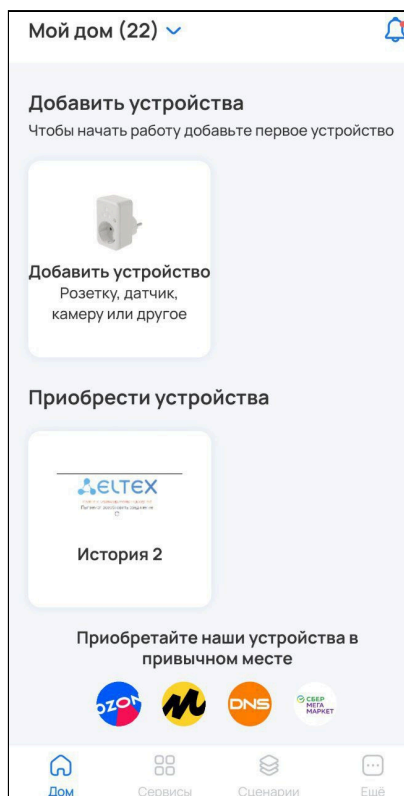 Мой дом (22)
Добавить устройства
Чтобы начать работу добавьте первое устройство
Добавить устройство
Розетку, датчик,
камеру или другое
Приобрести устройства
ELTEX
История 2
Приобретайте наши устройства в
привычном месте
OZON
DNS
СБЕР
МЕГА
МАРКЕТ
Дом
Сервисы
Сценарии
Ещё